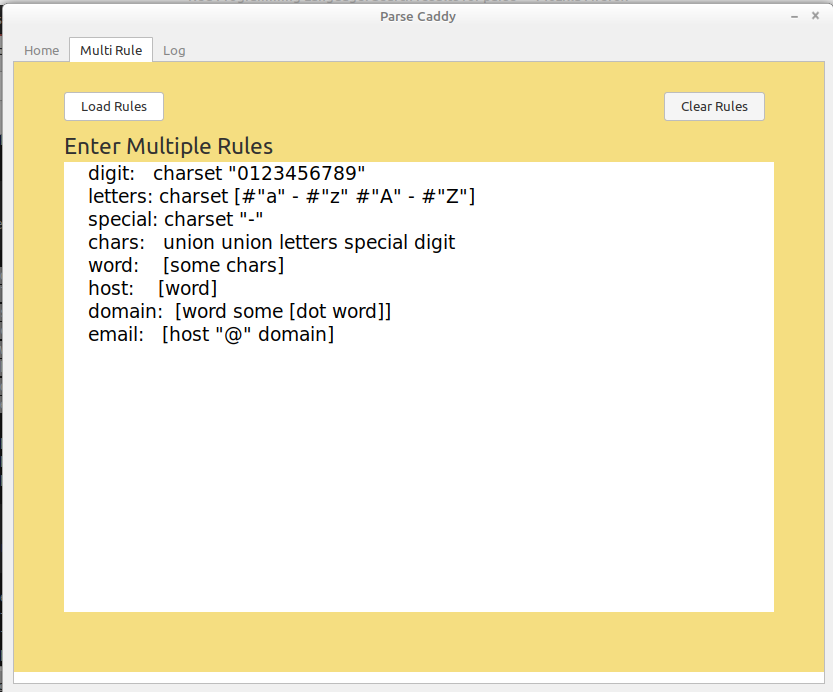 Parse Caddy
Home Multi Rule Log
Load Rules Clear Rules
Enter Multiple Rules
digit: charset "0123456789"
letters: charset [#"a" - #"z" #"A" - #"Z"]
special: charset "-"
chars: union union letters special digit
word: [some chars]
host: [word]
domain: [word some [dot word]]
email: [host "@" domain]